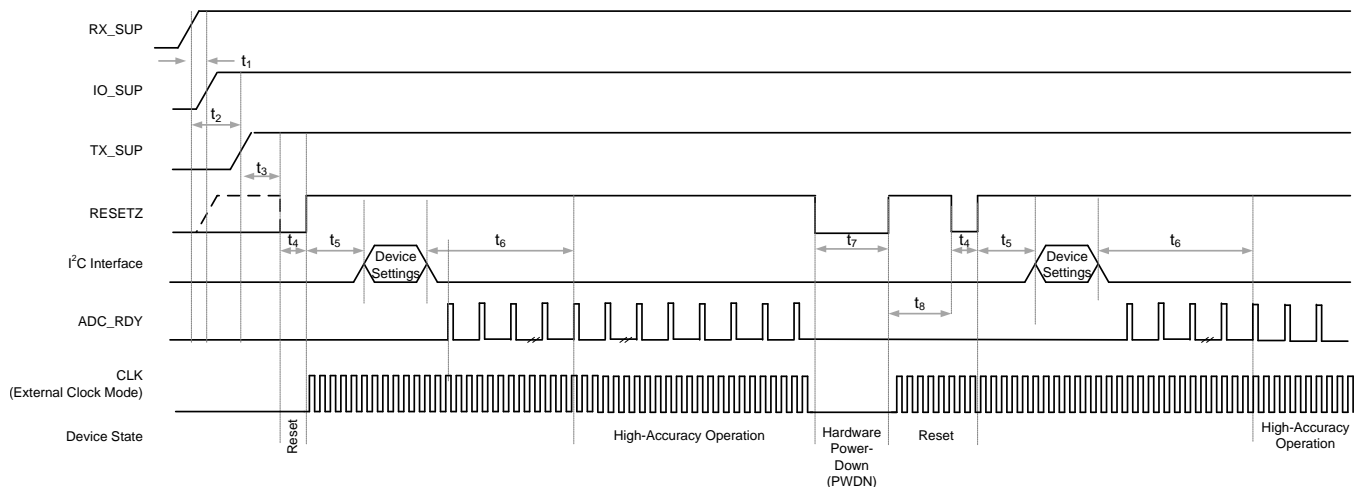 RX_SUP
t1
IO_SUP
t2
TX_SUP
t3
RESETZ
t4
t5
t6
t7
t4
t5
t6
I2C Interface
Device
Settings
Device
Settings
t8
ADC_RDY
CLK
(External Clock Mode)
Device State
Reset
High-Accuracy Operation
Hardware
Power-
Down
(PWDN)
Reset
High-Accuracy
Operation